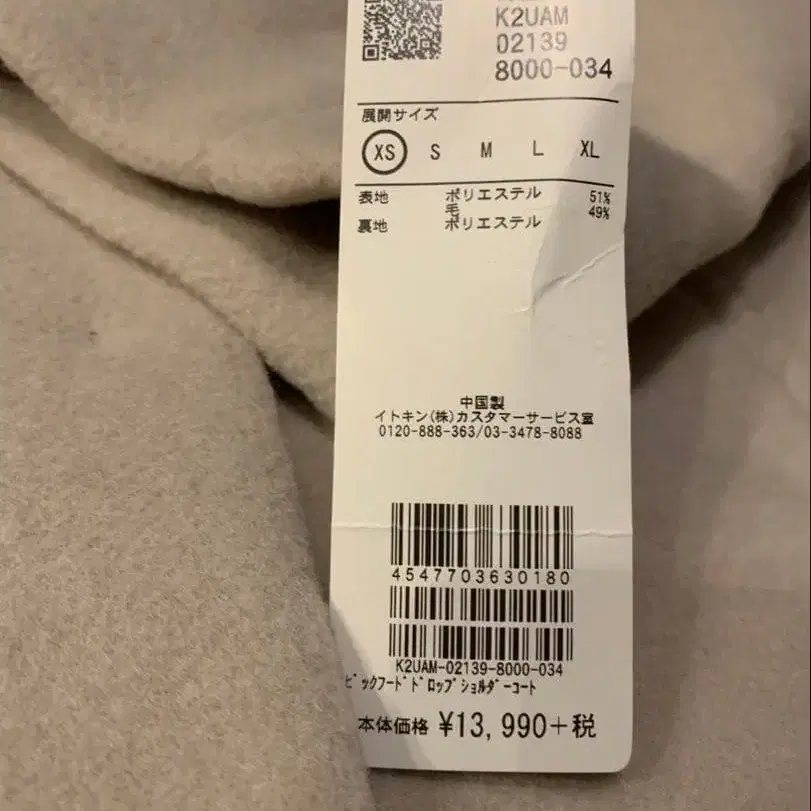 K2UAM
02139
8000-034
展開サイズ
XS S M L XL
表地 ポリエステル 51%
毛 49%
裏地 ポリエステル
中国製
イトキン(株)カスタマーサービス室
0120-888-363/03-3478-8088
4547703630180
K2UAM-02139-8000-034
ビックフードドロップショルダーコート
本体価格 ¥13,990+税